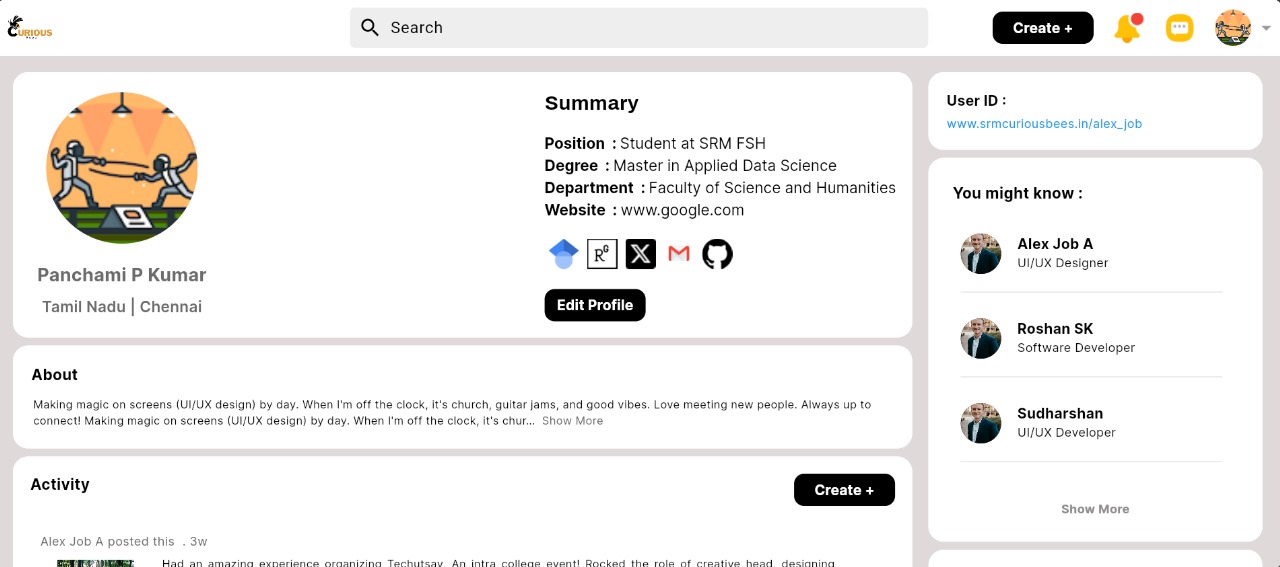 CURIOUS
Search
Create +
Panchami P Kumar
Tamil Nadu | Chennai
Summary
Position : Student at SRM FSH
Degree : Master in Applied Data Science
Department : Faculty of Science and Humanities
Website : www.google.com
RG
Edit Profile
User ID :
www.srmcuriousbees.in/alex_job
You might know :
Alex Job A
UI/UX Designer
Roshan SK
Software Developer
Sudharshan
UI/UX Developer
Show More
About
Making magic on screens (UI/UX design) by day. When I'm off the clock, it's church, guitar jams, and good vibes. Love meeting new people. Always up to
connect! Making magic on screens (UI/UX design) by day. When I'm off the clock, it's chur... Show More
Activity
Create +
Alex Job A posted this . 3w
Had an amazing experience organizing Techutsav, An intra college event! Rocked the role of creative head, designing